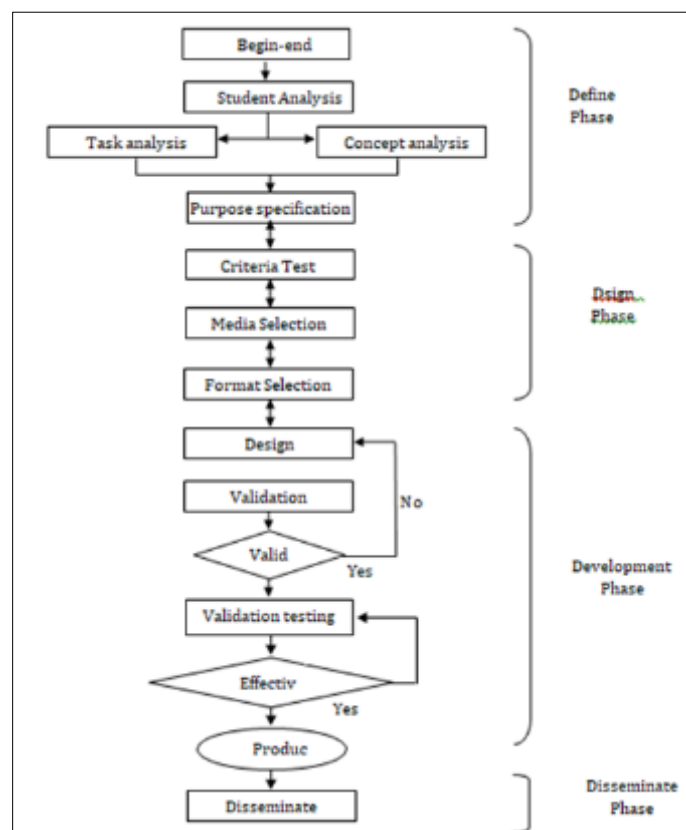 Begin-end
Student Analysis
Define
Phase
Task analysis
Concept analysis
Purpose specification
Criteria Test
Dsign
Phase
Media Selection
Format Selection
Design
Validation
No
Valid
Yes
Development
Phase
Validation testing
Effectiv
Yes
Produc
Disseminate
Disseminate
Phase